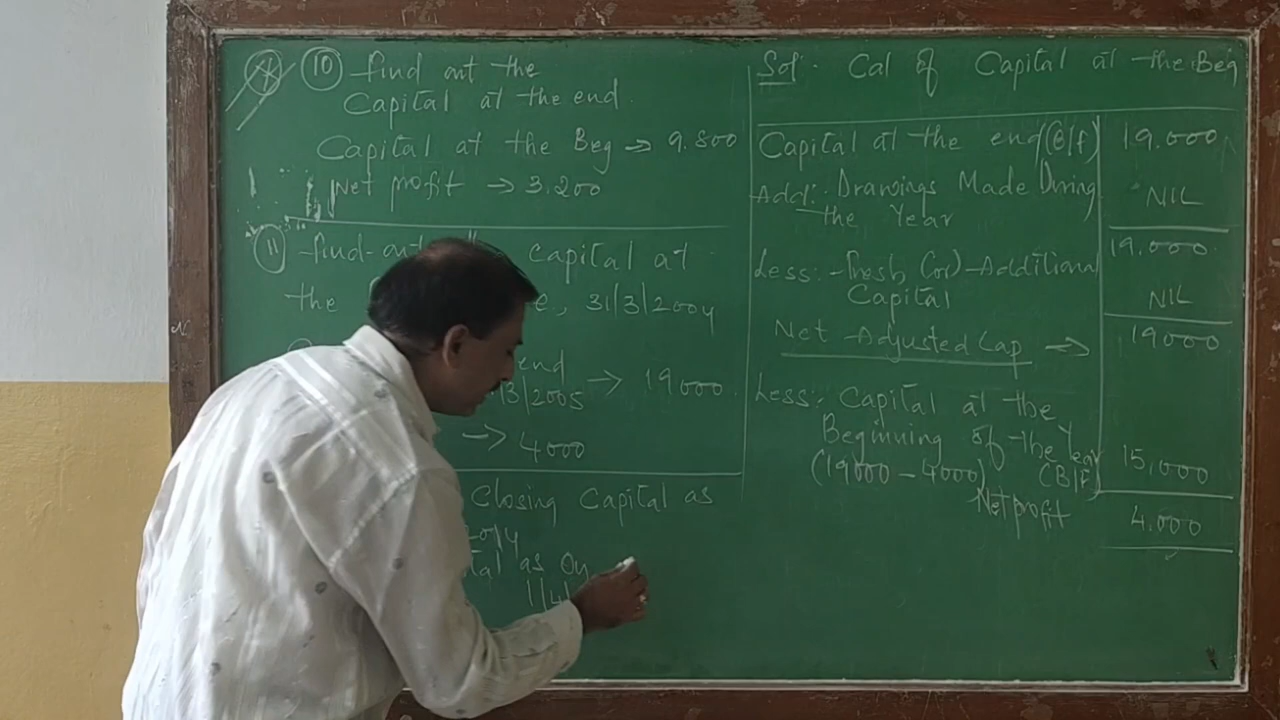 10 Find out the
Capital at the end.
Capital at the Beg → 9.800
Net profit → 3.200
11 Find out Capital at
the 31/3/2004
end
3/2005 → 19000
→ 4000
Closing Capital as
as On
1/4/
Sol. Cal of Capital at the Beg
Capital at the end (B/f) 19.000
Add:- Drawings Made During NIL
the Year
19.000
Less:- Fresh (or) Additional
Capital NIL
Net Adjusted Cap → 19000
Less:- Capital at the
Beginning of the Year
(19000 - 4000) (B/f) 15,000
Net profit 4.000